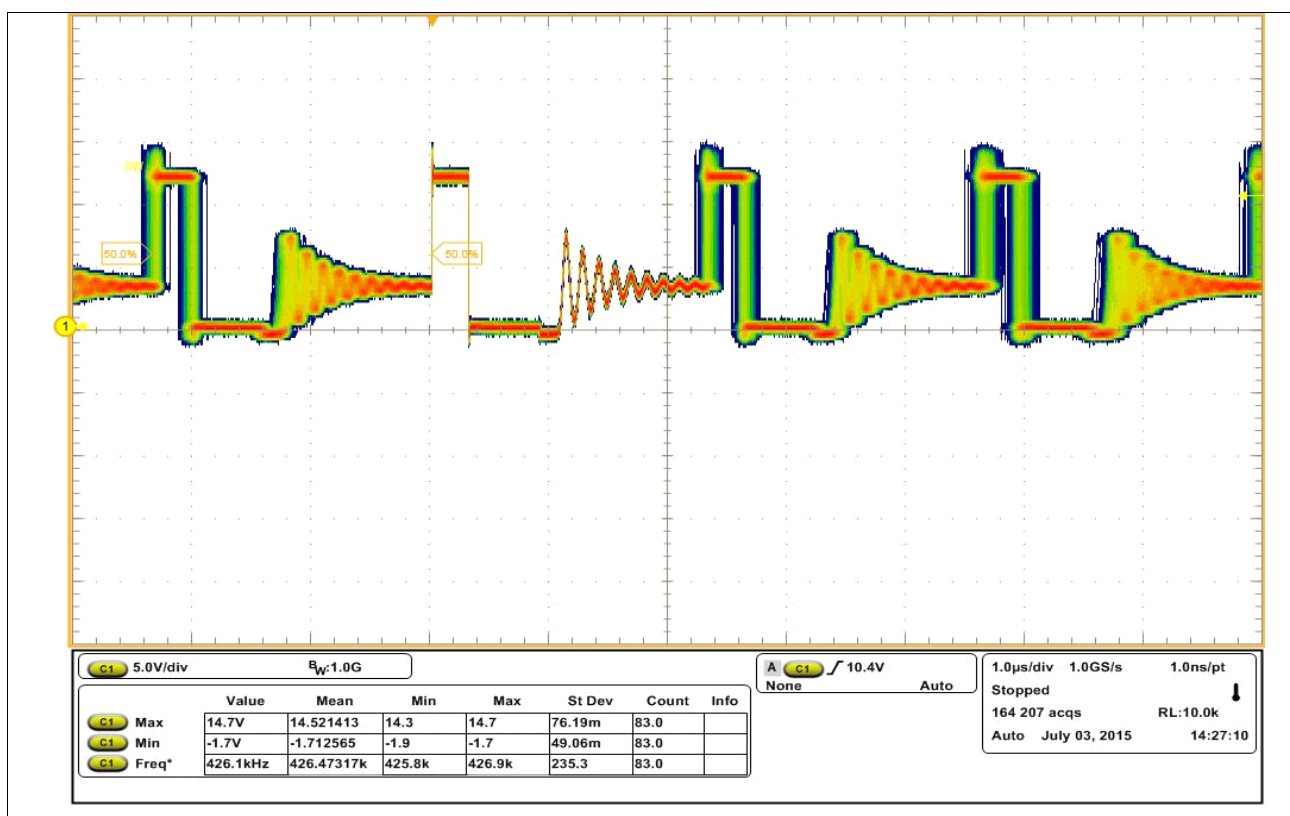 SW
50.0%
50.0%
1
C1 5.0V/div BW:1.0G
A C1 10.4V
None Auto
1.0µs/div 1.0GS/s 1.0ns/pt
Stopped
164 207 acqs RL:10.0k
Auto July 03, 2015 14:27:10
Value Mean Min Max St Dev Count Info
C1 Max 14.7V 14.521413 14.3 14.7 76.19m 83.0
C1 Min -1.7V -1.712565 -1.9 -1.7 49.06m 83.0
C1 Freq* 426.1kHz 426.47317k 425.8k 426.9k 235.3 83.0